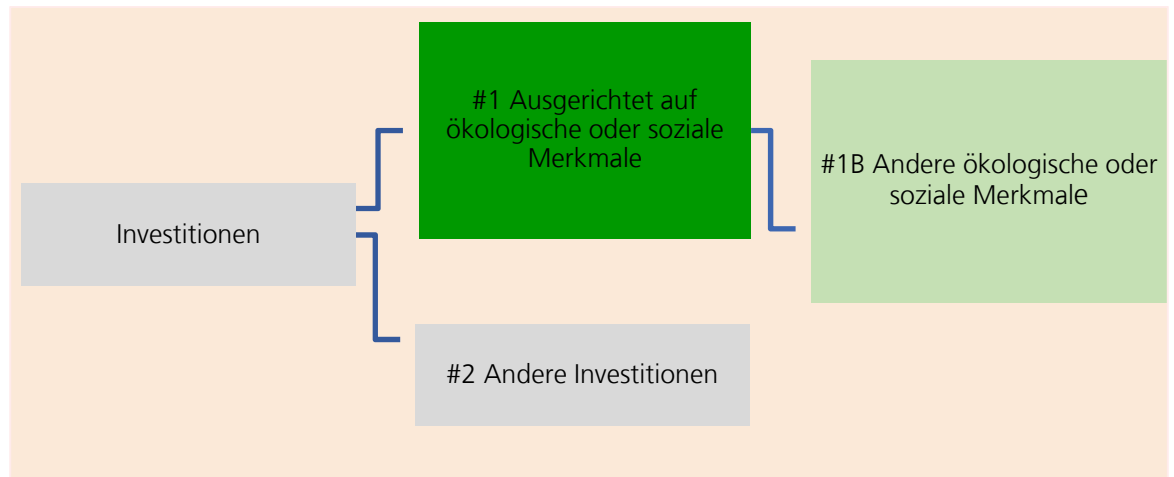 #1 Ausgerichtet auf
ökologische oder soziale
Merkmale
#1B Andere ökologische oder
soziale Merkmale
Investitionen
#2 Andere Investitionen